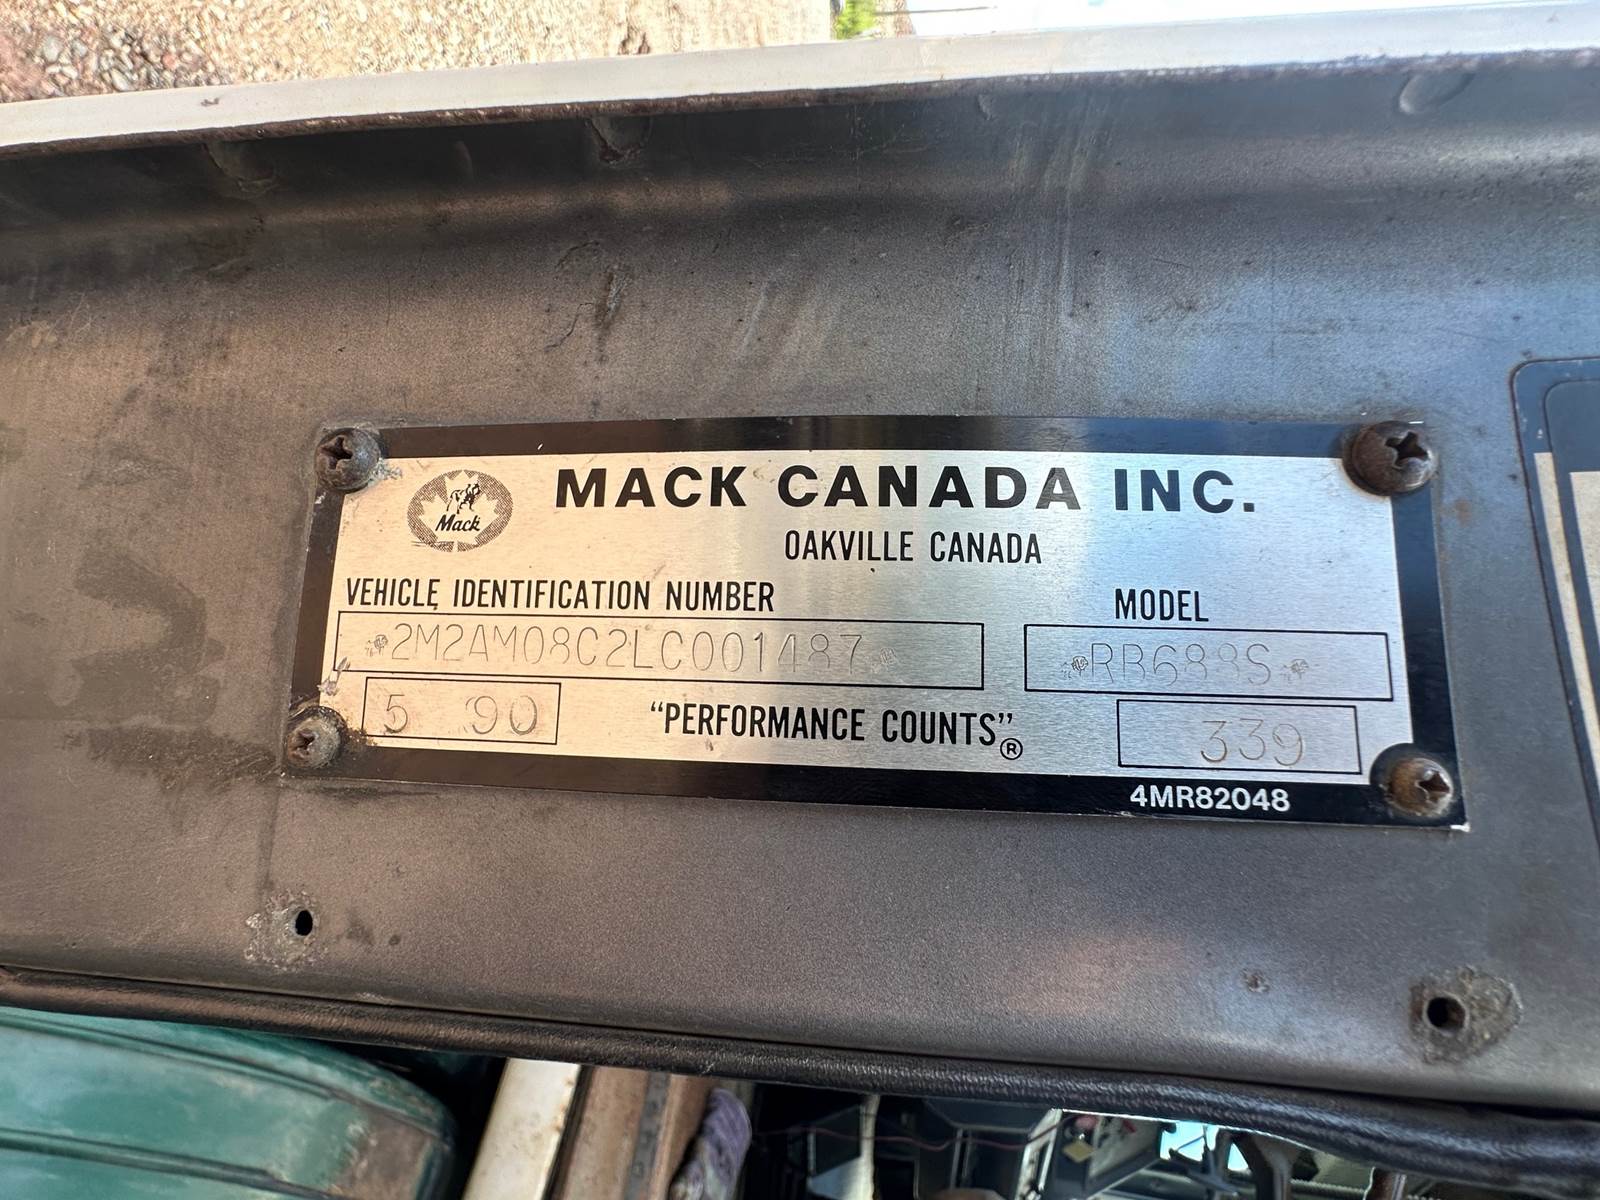 MACK CANADA INC.
Mack
OAKVILLE CANADA
VEHICLE IDENTIFICATION NUMBER
MODEL
2M2AM08C2LC001487
RB688S
5 90
"PERFORMANCE COUNTS"®
339
4MR82048